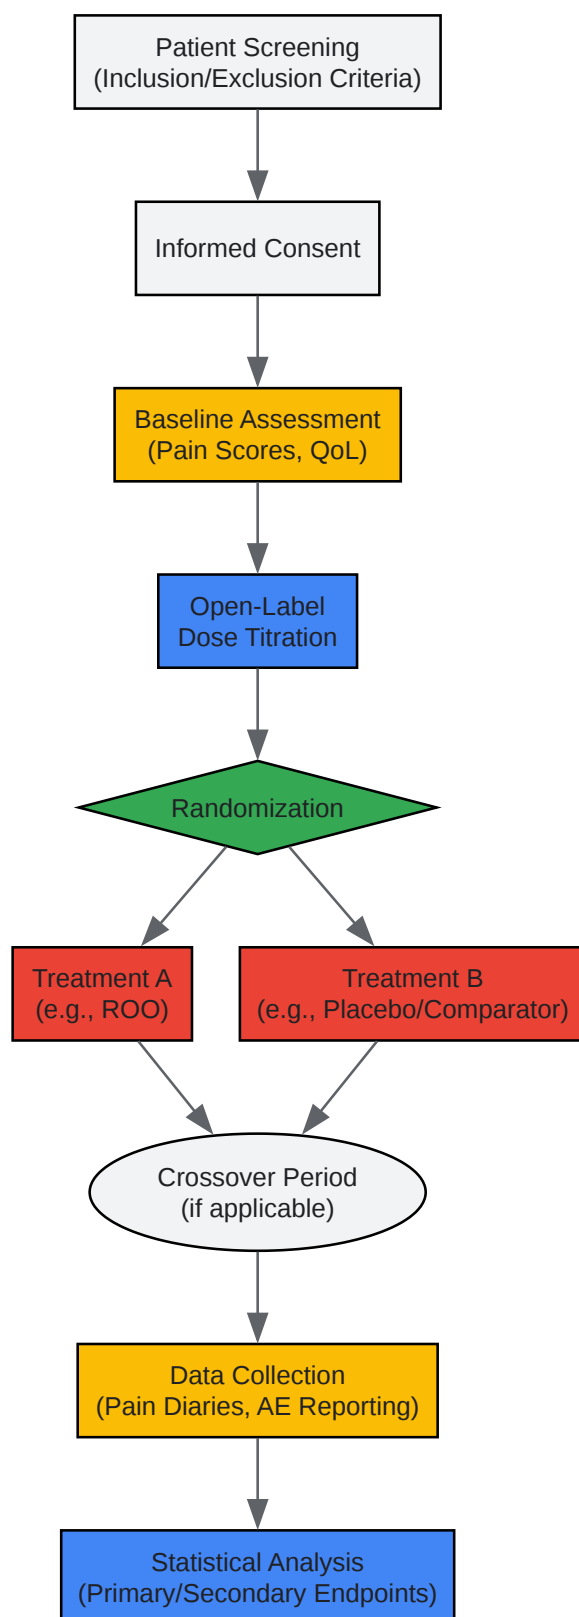 Patient Screening
(Inclusion/Exclusion Criteria)
Informed Consent
Baseline Assessment
(Pain Scores, QoL)
Open-Label
Dose Titration
Randomization
Treatment A
(e.g., ROO)
Treatment B
(e.g., Placebo/Comparator)
Crossover Period
(if applicable)
Data Collection
(Pain Diaries, AE Reporting)
Statistical Analysis
(Primary/Secondary Endpoints)